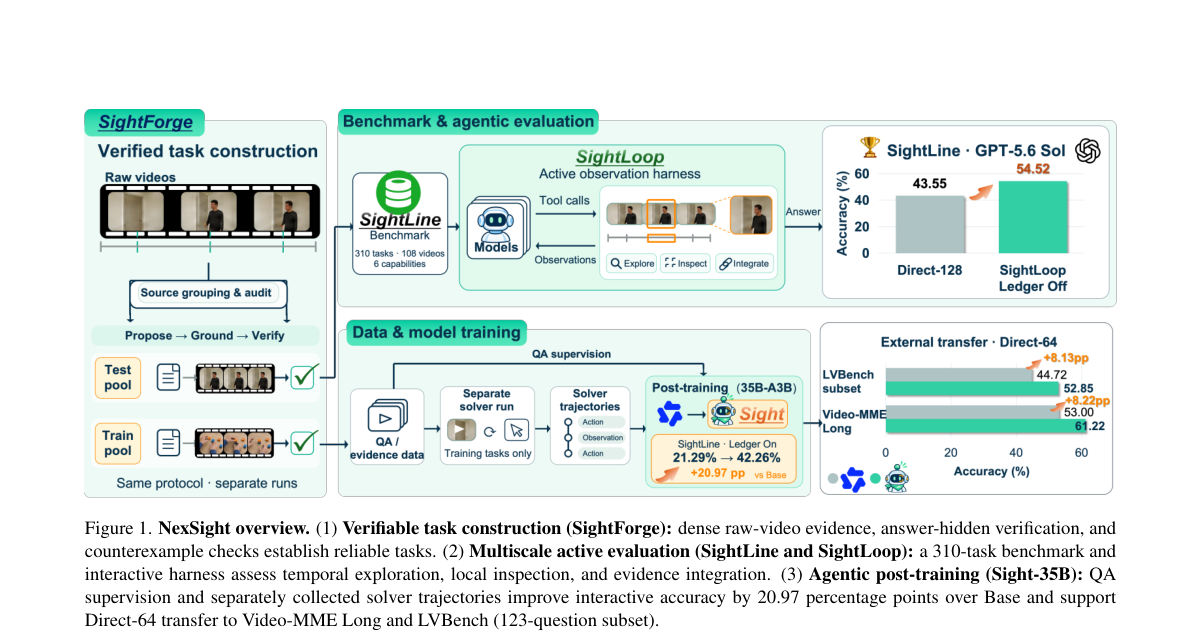 SightForge
Verified task construction
Raw videos
Source grouping & audit
Propose → Ground → Verify
Test
pool
Train
pool
Same protocol · separate runs
Benchmark & agentic evaluation
SightLine
Benchmark
310 tasks · 108 videos
6 capabilities
SightLoop
Active observation harness
Models
Tool calls
Observations
Explore
Inspect
Integrate
Answer
SightLine · GPT-5.6 Sol
Accuracy (%)
60
40
20
0
43.55
54.52
Direct-128
SightLoop
Ledger Off
Data & model training
QA supervision
QA /
evidence data
Separate
solver run
Training tasks only
Solver
trajectories
Action
Observation
Action
Post-training (35B-A3B)
Sight
SightLine · Ledger On
21.29% → 42.26%
+20.97 pp vs Base
External transfer · Direct-64
+8.13pp
LVBench
subset
44.72
52.85
+8.22pp
Video-MME
Long
53.00
61.22
0 20 40 60
Accuracy (%)
Figure 1. NexSight overview. (1) Verifiable task construction (SightForge): dense raw-video evidence, answer-hidden verification, and
counterexample checks establish reliable tasks. (2) Multiscale active evaluation (SightLine and SightLoop): a 310-task benchmark and
interactive harness assess temporal exploration, local inspection, and evidence integration. (3) Agentic post-training (Sight-35B): QA
supervision and separately collected solver trajectories improve interactive accuracy by 20.97 percentage points over Base and support
Direct-64 transfer to Video-MME Long and LVBench (123-question subset).